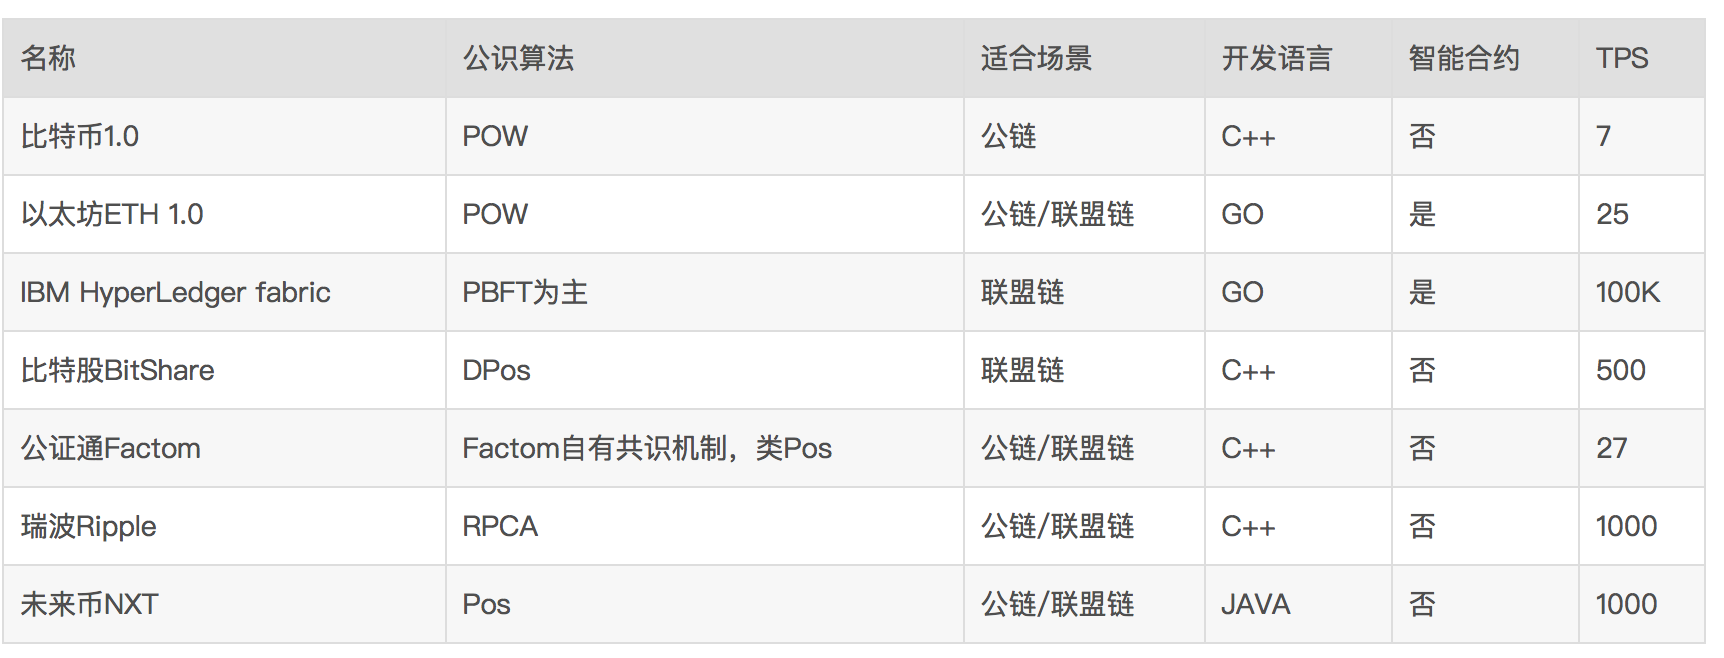 名称 公识算法 适合场景 开发语言 智能合约 TPS
比特币1.0 POW 公链 C++ 否 7
以太坊ETH 1.0 POW 公链/联盟链 GO 是 25
IBM HyperLedger fabric PBFT为主 联盟链 GO 是 100K
比特股BitShare DPos 联盟链 C++ 否 500
公证通Factom Factom自有共识机制，类Pos 公链/联盟链 C++ 否 27
瑞波Ripple RPCA 公链/联盟链 C++ 否 1000
未来币NXT Pos 公链/联盟链 JAVA 否 1000